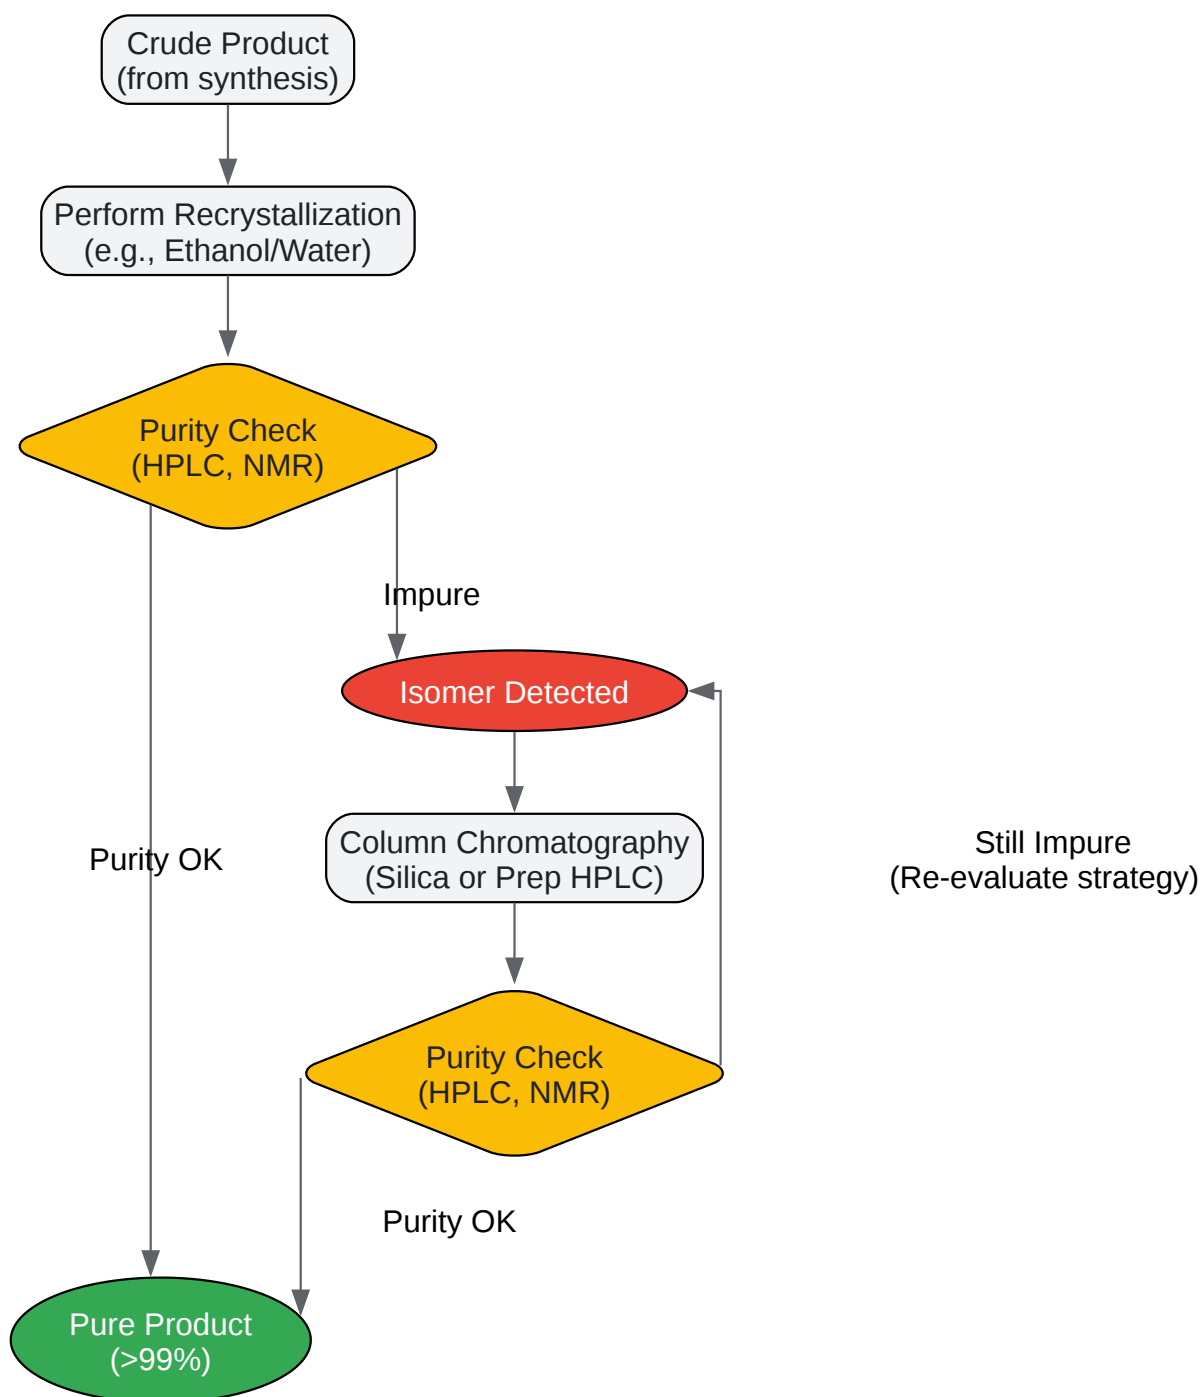 Crude Product
(from synthesis)
Perform Recrystallization
(e.g., Ethanol/Water)
Purity Check
(HPLC, NMR)
Impure
Isomer Detected
Purity OK
Column Chromatography
(Silica or Prep HPLC)
Still Impure
(Re-evaluate strategy)
Purity Check
(HPLC, NMR)
Purity OK
Pure Product
(>99%)